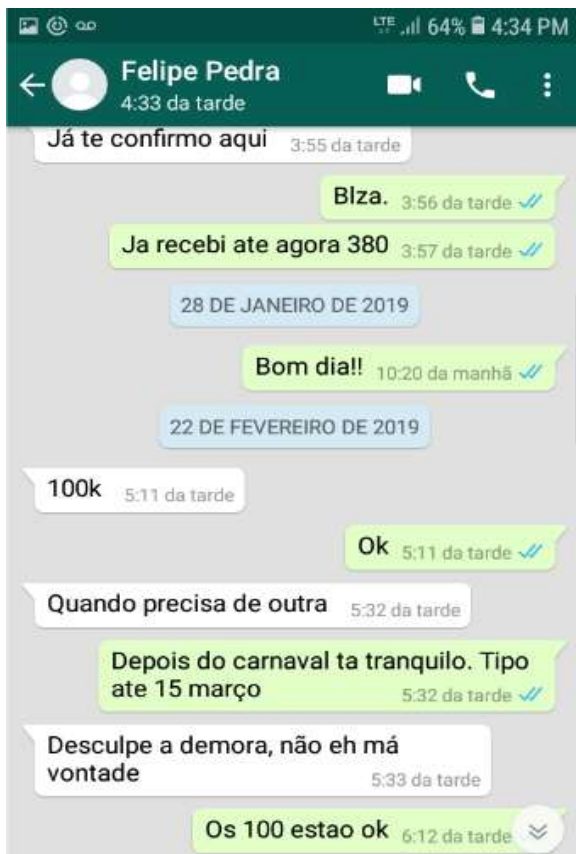 LTE 64% 4:34 PM
Felipe Pedra
4:33 da tarde
Já te confirmo aqui 3:55 da tarde
Blza. 3:56 da tarde
Ja recebi ate agora 380 3:57 da tarde
28 DE JANEIRO DE 2019
Bom dia!! 10:20 da manhã
22 DE FEVEREIRO DE 2019
100k 5:11 da tarde
Ok 5:11 da tarde
Quando precisa de outra 5:32 da tarde
Depois do carnaval ta tranquilo. Tipo
ate 15 março 5:32 da tarde
Desculpe a demora, não eh má
vontade 5:33 da tarde
Os 100 estao ok 6:12 da tarde